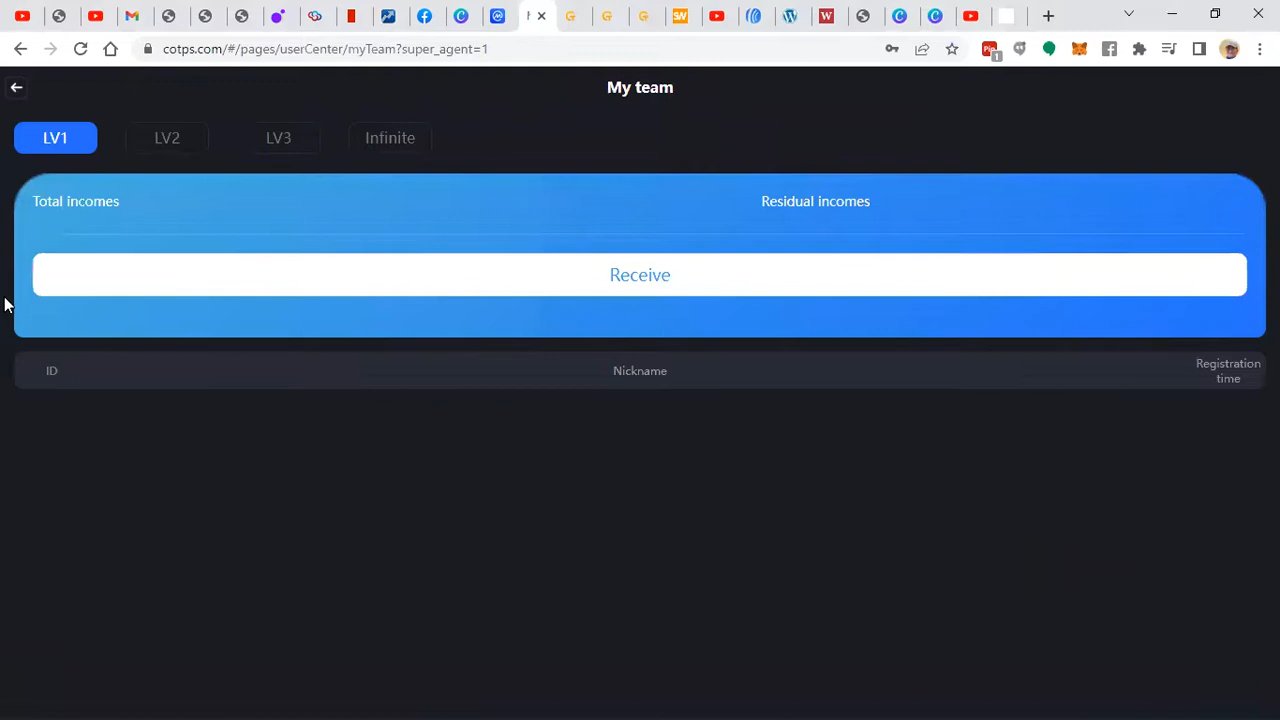 cotps.com/#/pages/userCenter/myTeam?super_agent=1
My team
LV1 LV2 LV3 Infinite
Total incomes Residual incomes
Receive
ID Nickname Registration
time